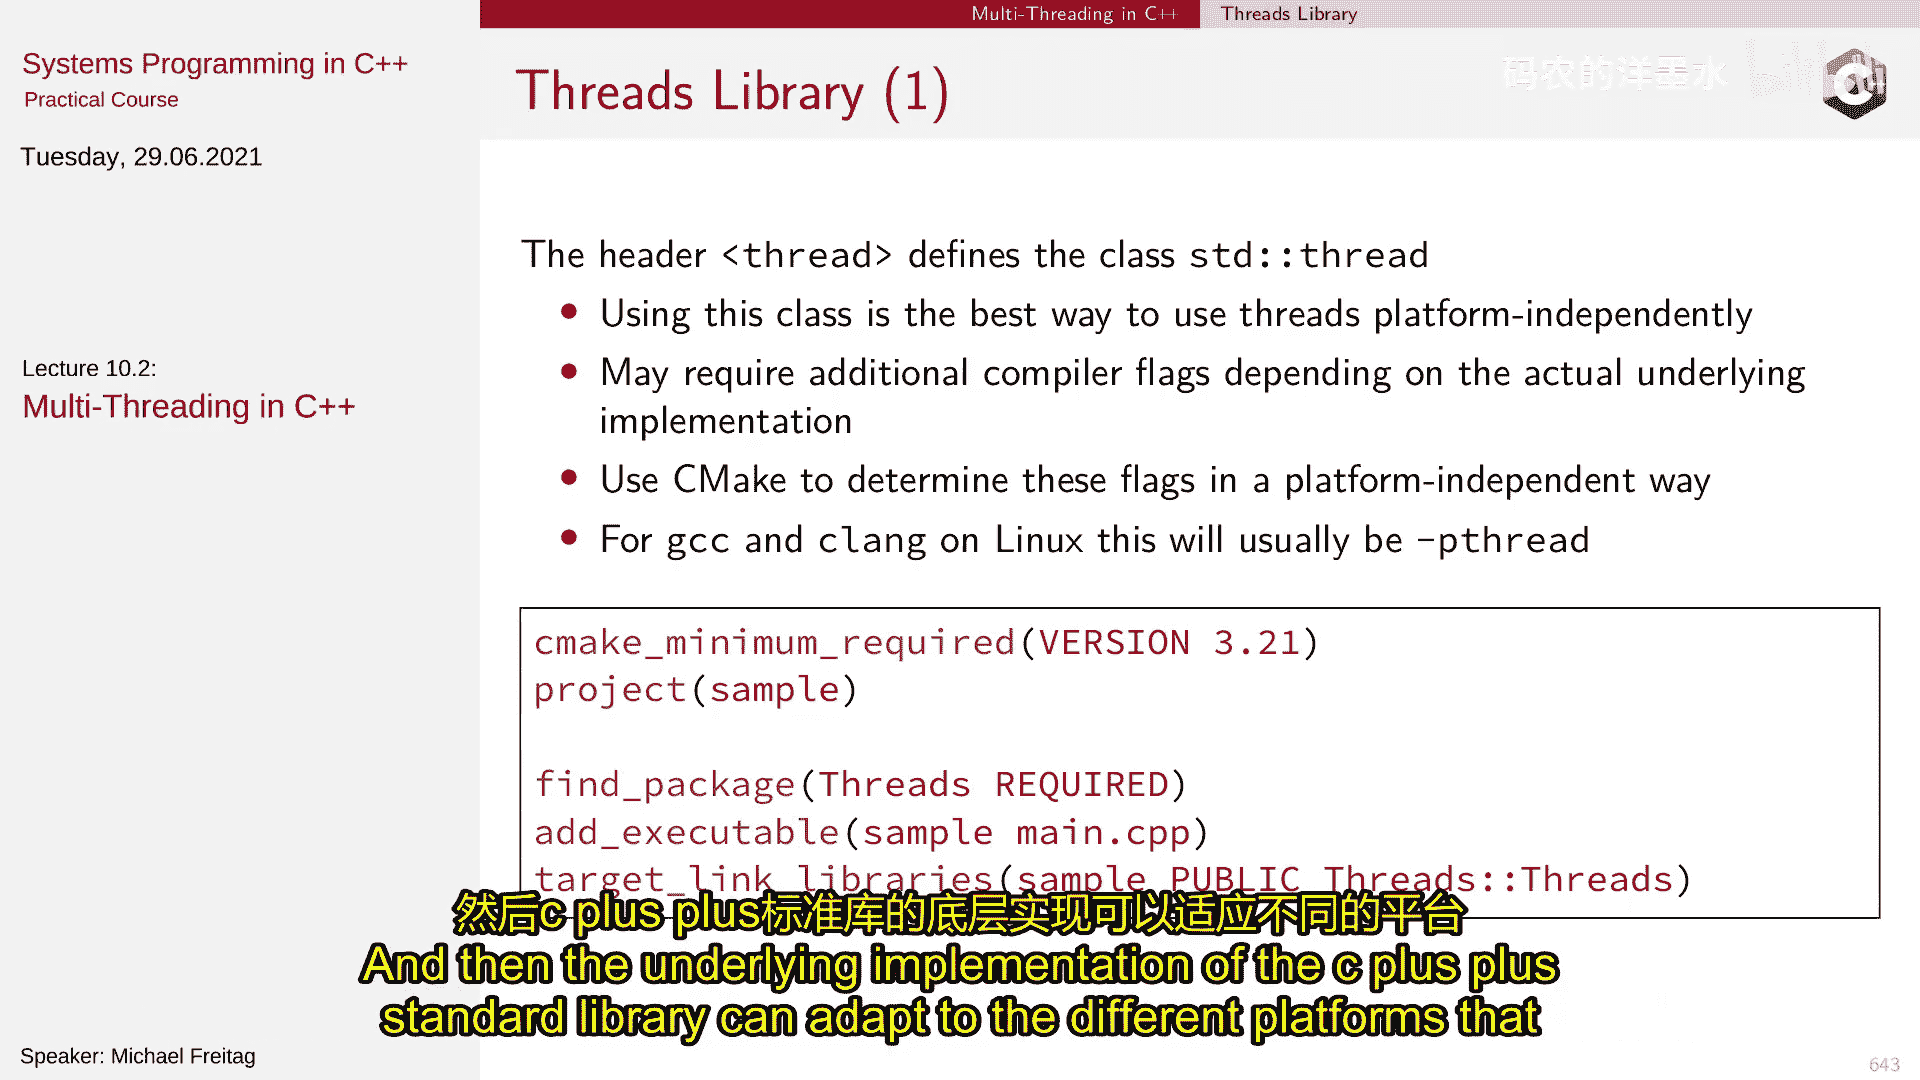 Multi-Threading in C++
Threads Library
Systems Programming in C++
Practical Course
Tuesday, 29.06.2021
Lecture 10.2:
Multi-Threading in C++
Threads Library (1)
码农的洋墨水
The header <thread> defines the class std::thread
Using this class is the best way to use threads platform-independently
May require additional compiler flags depending on the actual underlying
implementation
Use CMake to determine these flags in a platform-independent way
For gcc and clang on Linux this will usually be -pthread
cmake_minimum_required(VERSION 3.21)
project(sample)
find_package(Threads REQUIRED)
add_executable(sample main.cpp)
target_link_libraries(sample PUBLIC Threads::Threads)
然后c plus plus标准库的底层实现可以适应不同的平台
And then the underlying implementation of the c plus plus
standard library can adapt to the different platforms that
Speaker: Michael Freitag
643